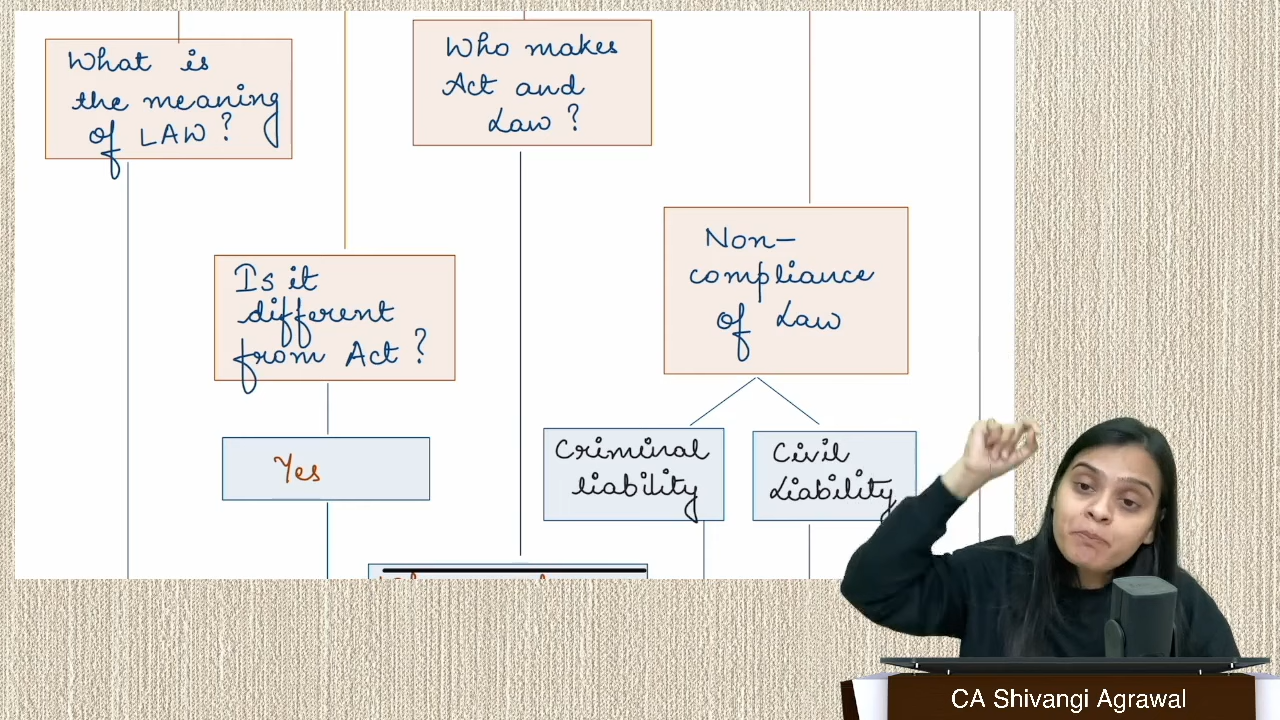 What is
the meaning
of LAW?
Who makes
Act and
Law?
Is it
different
from Act?
Yes
Non-
compliance
of Law
Criminal
liability
Civil
Liability
CA Shivangi Agrawal